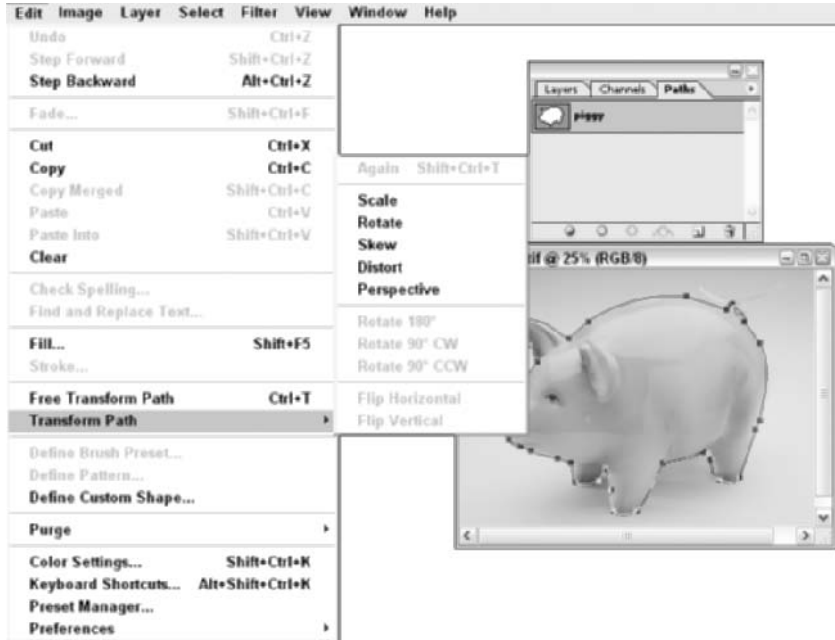 Edit Image Layer Select Filter View Window Help
Undo Ctrl+Z
Step Forward Shift+Ctrl+Z
Step Backward Alt+Ctrl+Z
Fade... Shift+Ctrl+F
Cut Ctrl+X
Copy Ctrl+C
Copy Merged Shift+Ctrl+C
Paste Ctrl+V
Paste Into Shift+Ctrl+V
Clear
Check Spelling...
Find and Replace Text...
Fill... Shift+F5
Stroke...
Free Transform Path Ctrl+T
Transform Path
Define Brush Preset...
Define Pattern...
Define Custom Shape...
Purge
Color Settings... Shift+Ctrl+K
Keyboard Shortcuts... Alt+Shift+Ctrl+K
Preset Manager...
Preferences
Again Shift+Ctrl+T
Scale
Rotate
Skew
Distort
Perspective
Rotate 180°
Rotate 90° CW
Rotate 90° CCW
Flip Horizontal
Flip Vertical
Layers Channels Paths
piggy
@ 25% (RGB/8)